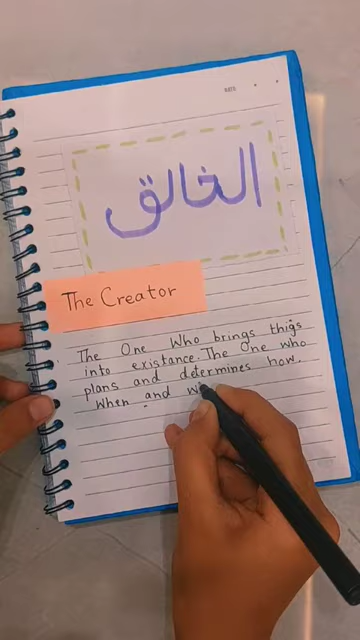 DATE
الخالق
The Creator
The One Who brings thigs
into existance. The One who
plans and determines how.
When and w